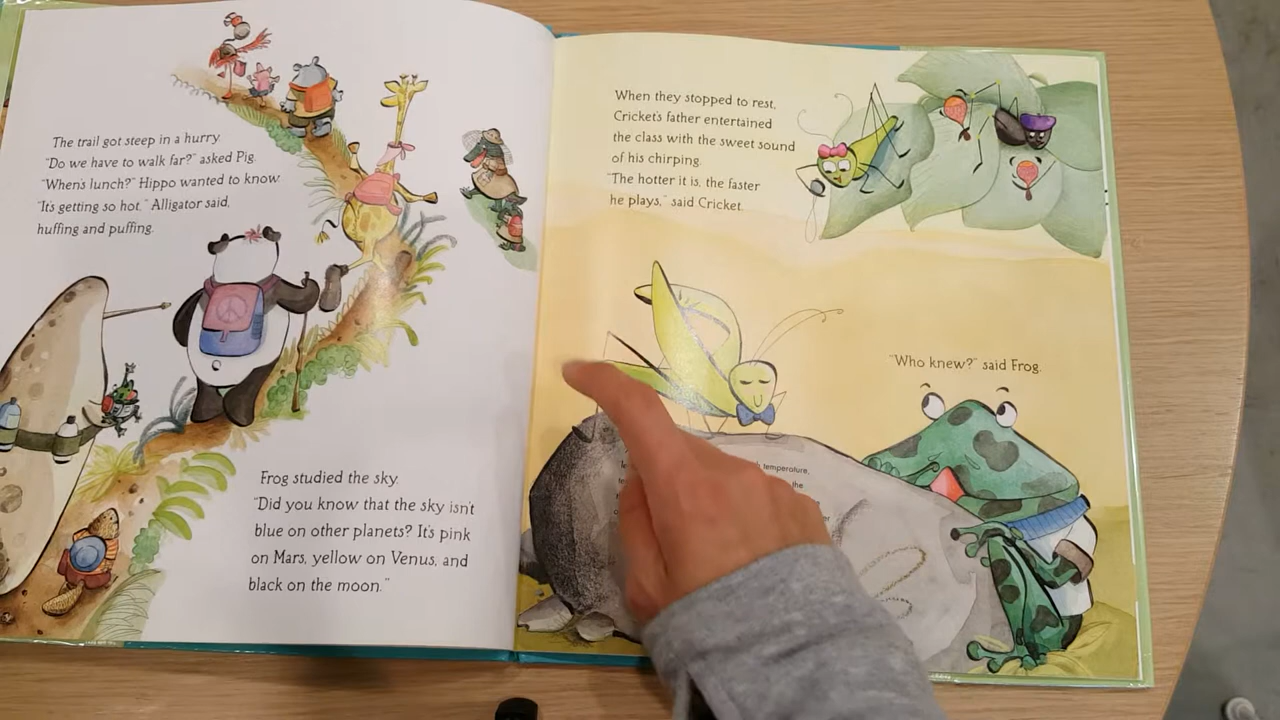 The trail got steep in a hurry.
"Do we have to walk far?" asked Pig.
"When's lunch?" Hippo wanted to know.
"It's getting so hot," Alligator said,
huffing and puffing.
Frog studied the sky.
"Did you know that the sky isn't
blue on other planets? It's pink
on Mars, yellow on Venus, and
black on the moon."
When they stopped to rest,
Cricket's father entertained
the class with the sweet sound
of his chirping.
"The hotter it is, the faster
he plays," said Cricket.
"Who knew?" said Frog.
temperature,
the